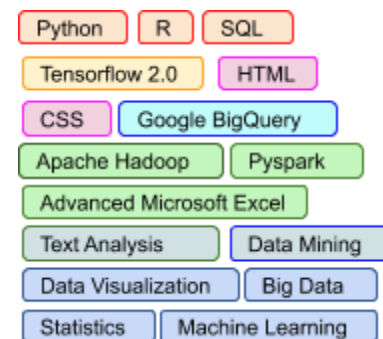 Python R SQL
Tensorflow 2.0 HTML
CSS Google BigQuery
Apache Hadoop Pyspark
Advanced Microsoft Excel
Text Analysis Data Mining
Data Visualization Big Data
Statistics Machine Learning